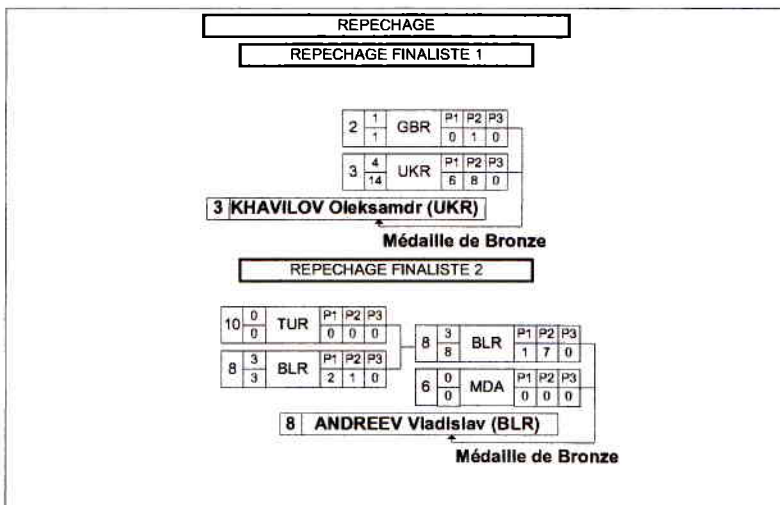 REPECHAGE
REPECHAGE FINALISTE 1
2 1 GBR P1 P2 P3
1 0 1 0
3 4 UKR P1 P2 P3
14 6 8 0
3 KHAVILOV Oleksamdr (UKR)
Médaille de Bronze
REPECHAGE FINALISTE 2
10 0 TUR P1 P2 P3
0 0 0 0
8 3 BLR P1 P2 P3
3 2 1 0
8 3 BLR P1 P2 P3
8 1 7 0
6 0 MDA P1 P2 P3
0 0 0 0
8 ANDREEV Vladislav (BLR)
Médaille de Bronze